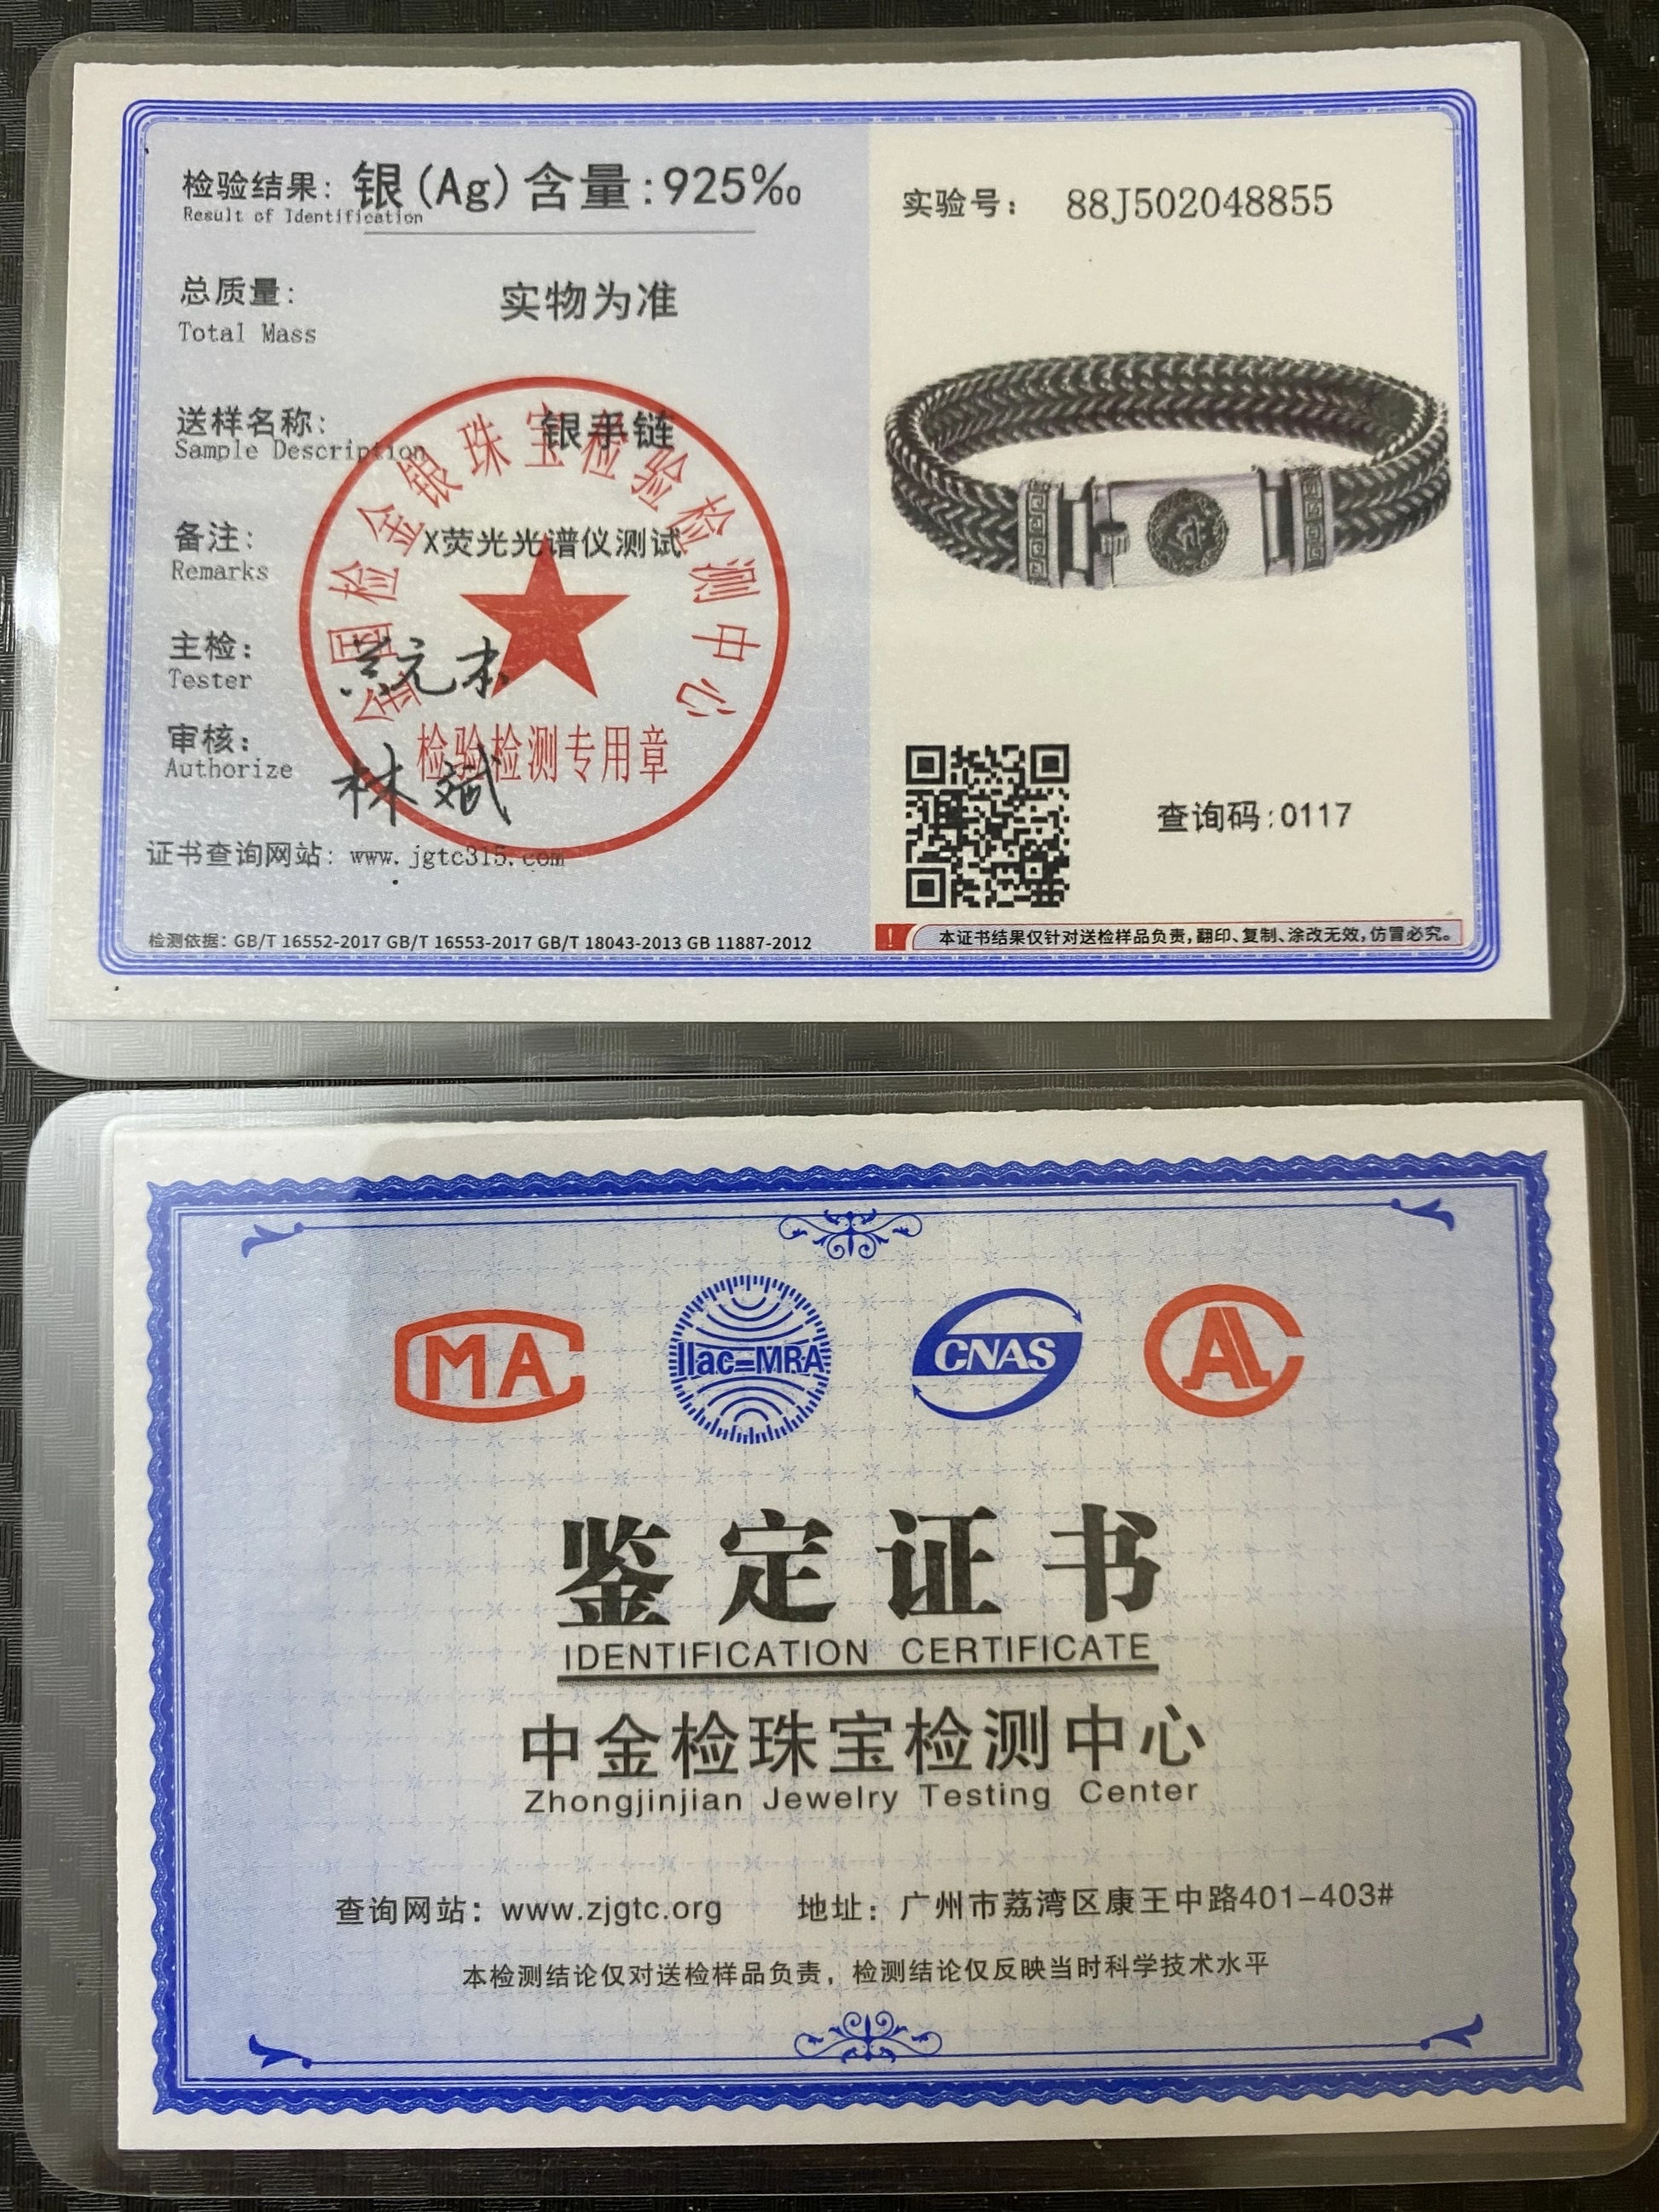 检验结果: 银(Ag)含量:925‰
Result of Identification
总质量: 实物为准
Total Mass
送样名称: 银手链
Sample Description
备注: X荧光光谱仪测试
Remarks
主检:
Tester
审核: 林斌
Authorize
金国检金银珠宝检验检测中心
检验检测专用章
证书查询网站: www.jgtc315.com
检测依据: GB/T 16552-2017 GB/T 16553-2017 GB/T 18043-2013 GB 11887-2012
实验号: 88J502048855
查询码:0117
! 本证书结果仅针对送检样品负责,翻印、复制、涂改无效,仿冒必究。
MA
ilac=MRA
CNAS
AL
鉴定证书
IDENTIFICATION CERTIFICATE
中金检珠宝检测中心
Zhongjinjian Jewelry Testing Center
查询网站: www.zjgtc.org 地址: 广州市荔湾区康王中路401-403#
本检测结论仅对送检样品负责, 检测结论仅反映当时科学技术水平